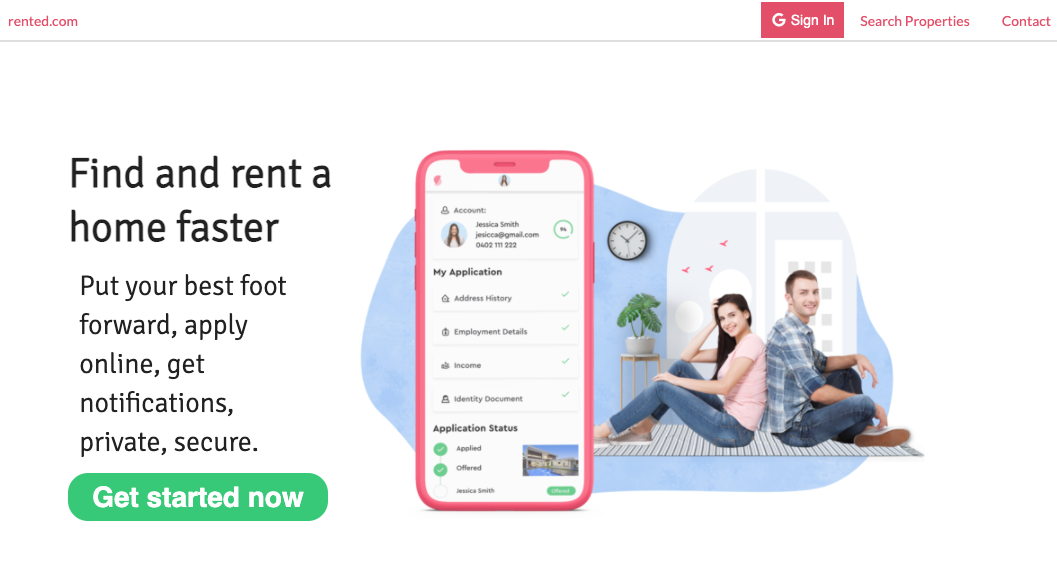 rented.com
G Sign In
Search Properties
Contact
Find and rent a
home faster
Put your best foot
forward, apply
online, get
notifications,
private, secure.
Get started now
Account:
Jessica Smith
jesicca@gmail.com
0402 111 222
My Application
Address History
Employment Details
Income
Identity Document
Application Status
Applied
Offered
Jessica Smith
Offered